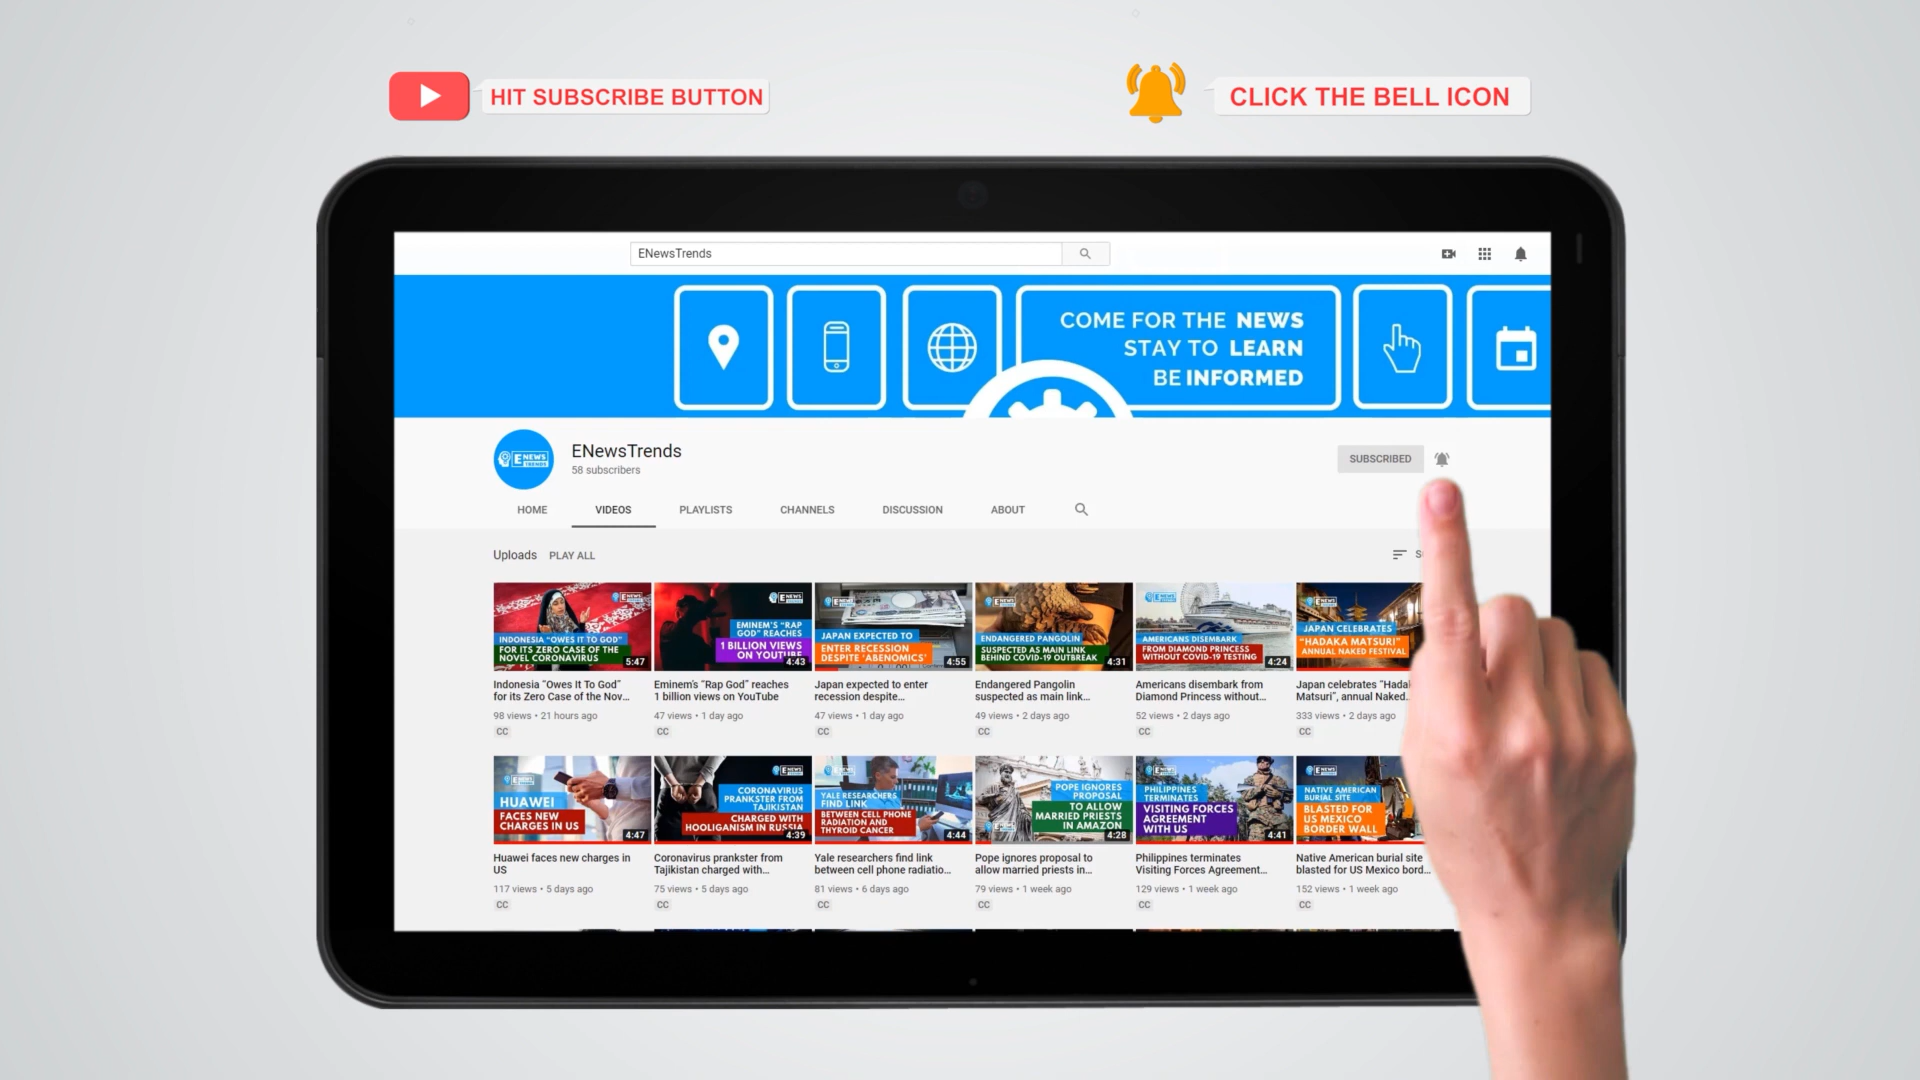 HIT SUBSCRIBE BUTTON
CLICK THE BELL ICON
ENewsTrends
COME FOR THE NEWS
STAY TO LEARN
BE INFORMED
E NEWS
TRENDS
ENewsTrends
58 subscribers
SUBSCRIBED
HOME VIDEOS PLAYLISTS CHANNELS DISCUSSION ABOUT
Uploads PLAY ALL
INDONESIA "OWES IT TO GOD"
FOR ITS ZERO CASE OF THE
NOVEL CORONAVIRUS
5:47
EMINEM'S "RAP
GOD" REACHES
1 BILLION VIEWS
ON YOUTUBE
4:43
JAPAN EXPECTED TO
ENTER RECESSION
DESPITE 'ABENOMICS'
4:55
ENDANGERED PANGOLIN
SUSPECTED AS MAIN LINK
BEHIND COVID-19 OUTBREAK
4:31
AMERICANS DISEMBARK
FROM DIAMOND PRINCESS
WITHOUT COVID-19 TESTING
4:24
JAPAN CELEBRATES
"HADAKA MATSURI"
ANNUAL NAKED FESTIVAL
Indonesia "Owes It To God"
for its Zero Case of the Nov...
98 views • 21 hours ago
CC
Eminem's "Rap God" reaches
1 billion views on YouTube
47 views • 1 day ago
CC
Japan expected to enter
recession despite...
47 views • 1 day ago
CC
Endangered Pangolin
suspected as main link...
49 views • 2 days ago
CC
Americans disembark from
Diamond Princess without...
52 views • 2 days ago
CC
Japan celebrates "Hadak
Matsuri", annual Naked...
333 views • 2 days ago
CC
HUAWEI
FACES NEW
CHARGES IN US
4:47
CORONAVIRUS
PRANKSTER FROM
TAJIKISTAN
CHARGED WITH
HOOLIGANISM IN RUSSIA
4:39
YALE RESEARCHERS
FIND LINK
BETWEEN CELL PHONE
RADIATION AND
THYROID CANCER
4:44
POPE IGNORES
PROPOSAL
TO ALLOW
MARRIED PRIESTS
IN AMAZON
4:28
PHILIPPINES
TERMINATES
VISITING FORCES
AGREEMENT
WITH US
4:41
NATIVE AMERICAN
BURIAL SITE
BLASTED FOR
US MEXICO
BORDER WALL
Huawei faces new charges in
US
117 views • 5 days ago
CC
Coronavirus prankster from
Tajikistan charged with...
75 views • 5 days ago
CC
Yale researchers find link
between cell phone radiatio...
81 views • 6 days ago
CC
Pope ignores proposal to
allow married priests in...
79 views • 1 week ago
CC
Philippines terminates
Visiting Forces Agreement...
129 views • 1 week ago
CC
Native American burial site
blasted for US Mexico bord...
152 views • 1 week ago
CC